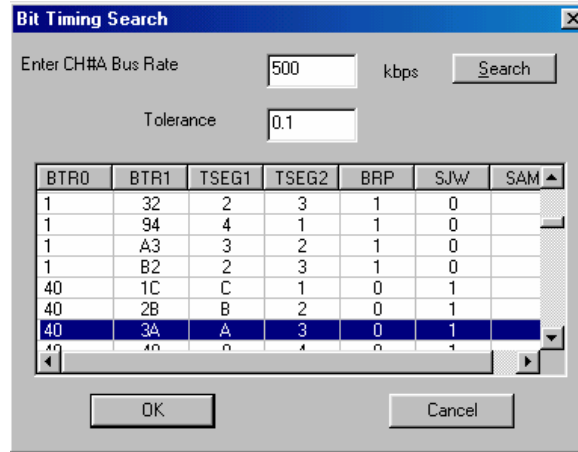 Bit Timing Search
Enter CH#A Bus Rate 500 kbps Search
Tolerance 0.1
BTR0 BTR1 TSEG1 TSEG2 BRP SJW SAM
1 32 2 3 1 0
1 94 4 1 1 0
1 A3 3 2 1 0
1 B2 2 3 1 0
40 1C C 1 0 1
40 2B B 2 0 1
40 3A A 3 0 1
OK Cancel